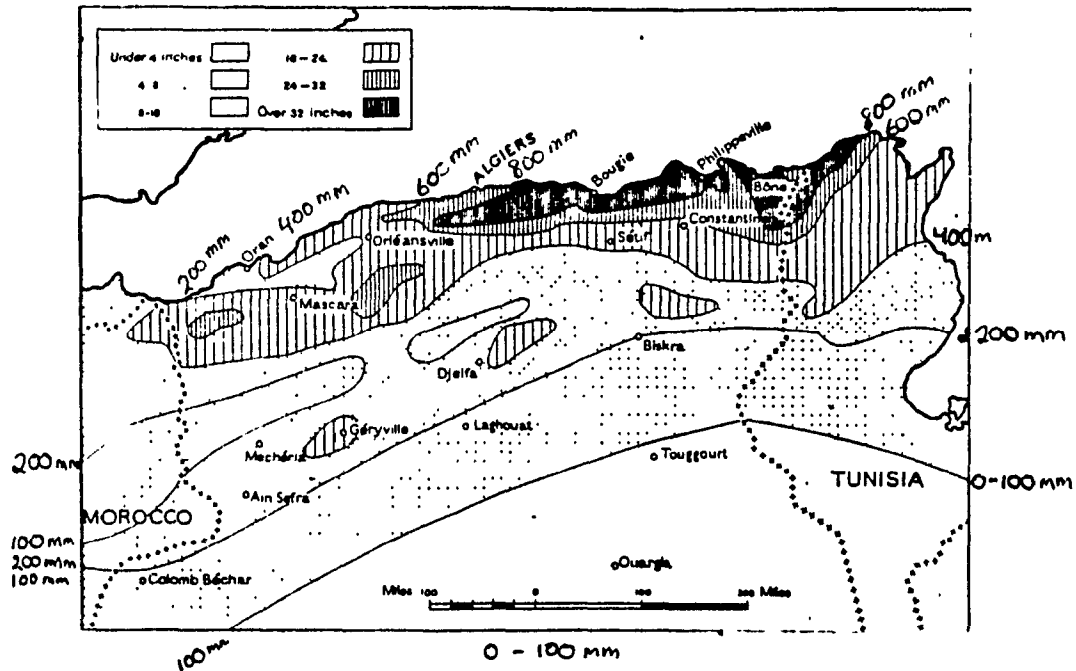 Under 4 inches
4-8
8-16
16-24
24-32
Over 32 inches
200 mm
Oran
400 mm
600 mm
ALGIERS
800 mm
Bougie
Philippeville
Bône
800 mm
600 mm
Orléansville
Sétif
Constantine
400 m
Mascara
Biskra
200 mm
Djelfa
Géryville
Laghouat
Mechéria
Touggourt
200 mm
Ain Sefra
TUNISIA
0-100 mm
MOROCCO
100 mm
200 mm
100 mm
Colomb Béchar
Ouargla
Miles 100 0 100 200 Miles
100 mm
0 - 100 mm